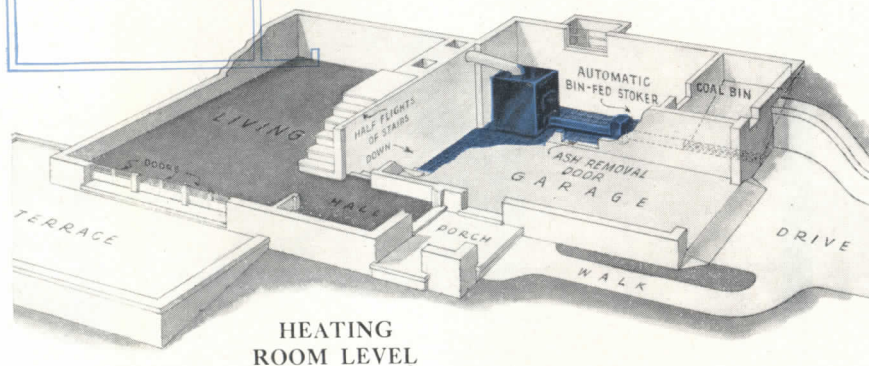 LIVING
HALF FLIGHTS
OF STAIRS
DOWN
AUTOMATIC
BIN-FED STOKER
COAL BIN
DOORS
ASH REMOVAL
DOOR
GARAGE
HALL
TERRACE
PORCH
DRIVE
WALK
HEATING
ROOM LEVEL